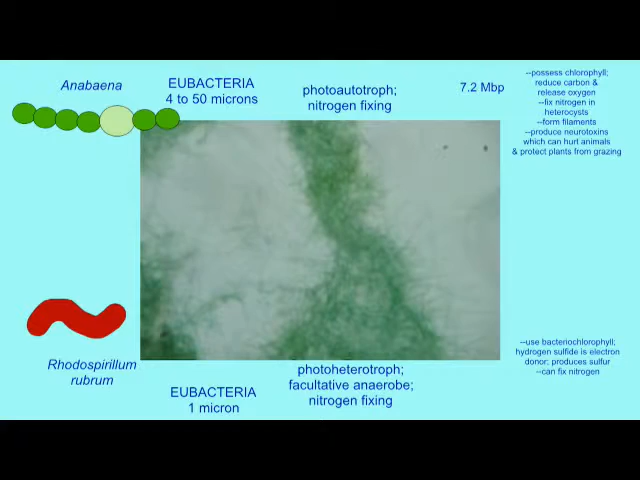 Anabaena
EUBACTERIA
4 to 50 microns
photoautotroph;
nitrogen fixing
7.2 Mbp
--possess chlorophyll;
reduce carbon &
release oxygen
--fix nitrogen in
heterocysts
--form filaments
--produce neurotoxins
which can hurt animals
& protect plants from grazing
Rhodospirillum
rubrum
EUBACTERIA
1 micron
photoheterotroph;
facultative anaerobe;
nitrogen fixing
--use bacteriochlorophyll;
hydrogen sulfide is electron
donor; produces sulfur
--can fix nitrogen